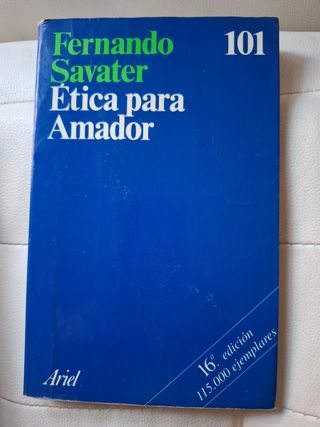 Fernando
Savater
101
Ética para
Amador
16ª edición
115.000 ejemplares
Ariel